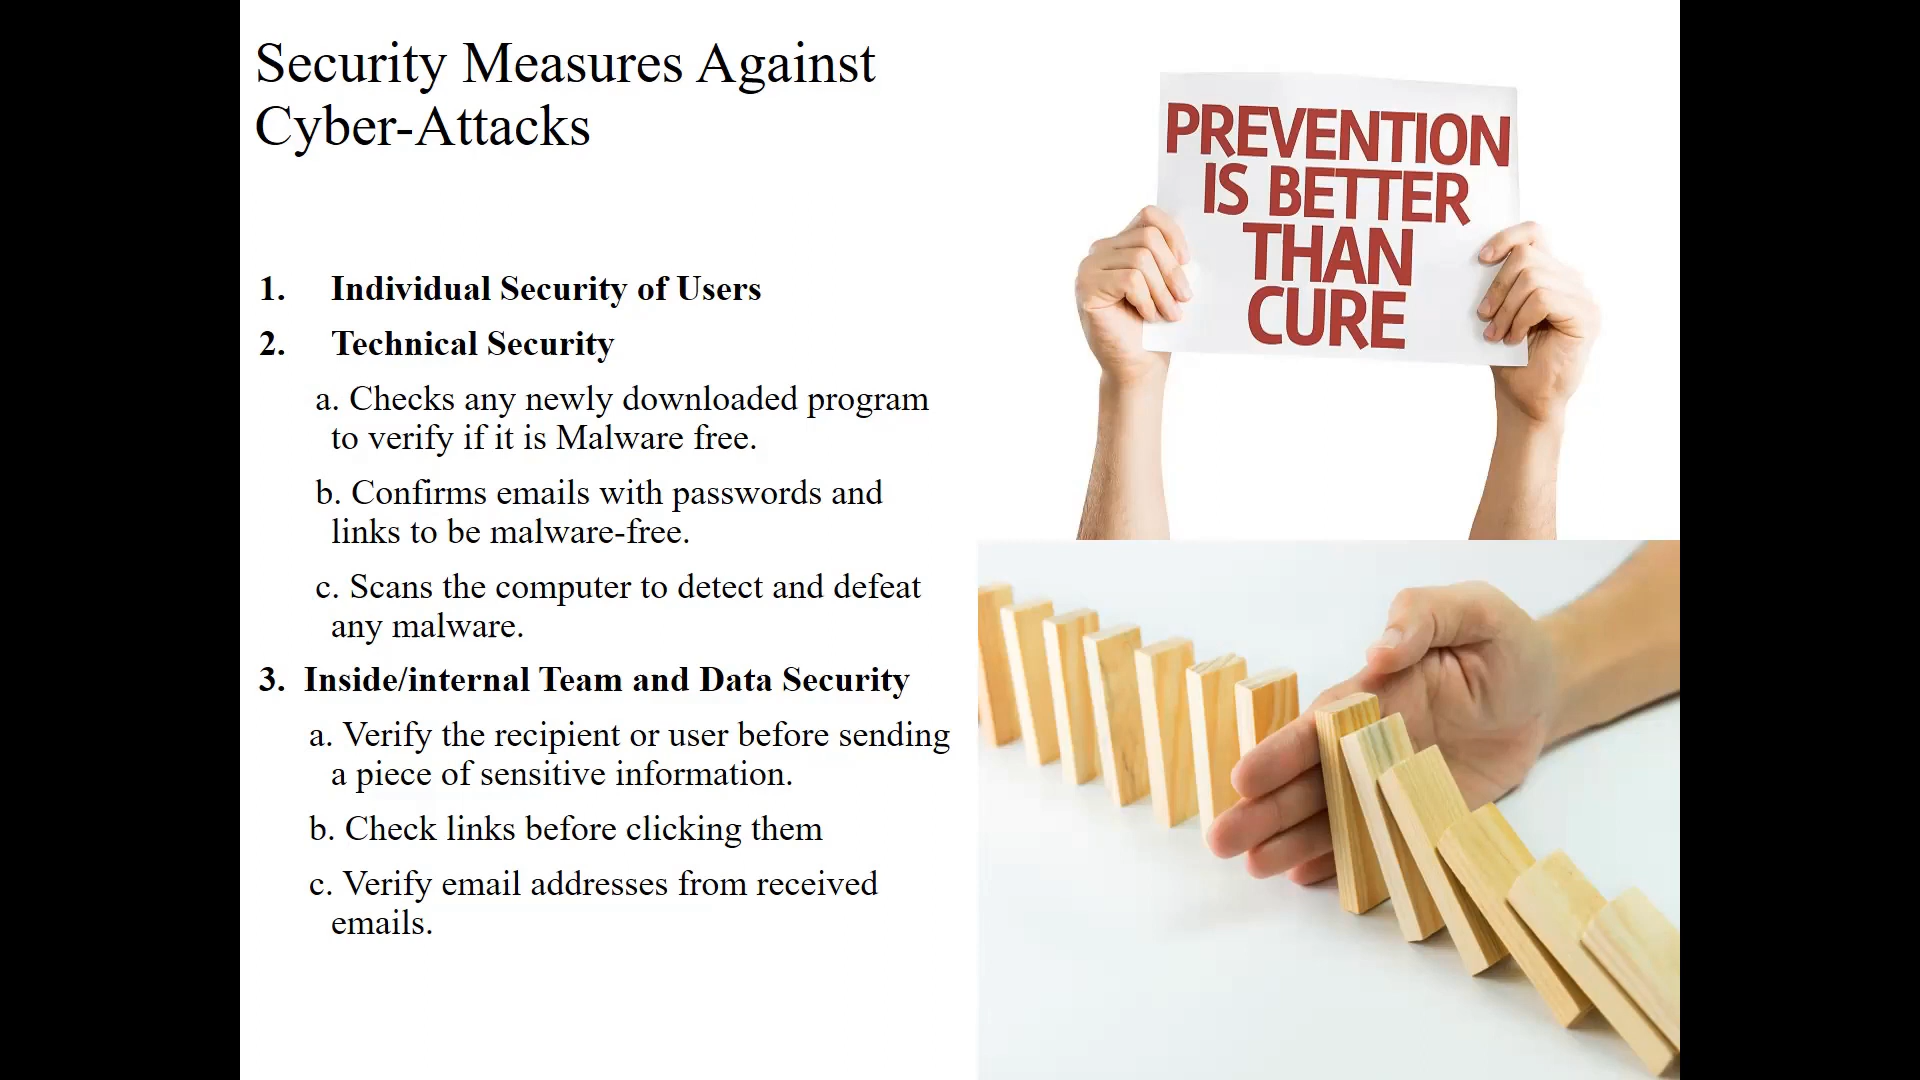 Security Measures Against
Cyber-Attacks
1. Individual Security of Users
2. Technical Security
a. Checks any newly downloaded program
to verify if it is Malware free.
b. Confirms emails with passwords and
links to be malware-free.
c. Scans the computer to detect and defeat
any malware.
3. Inside/internal Team and Data Security
a. Verify the recipient or user before sending
a piece of sensitive information.
b. Check links before clicking them
c. Verify email addresses from received
emails.
PREVENTION
IS BETTER
THAN
CURE